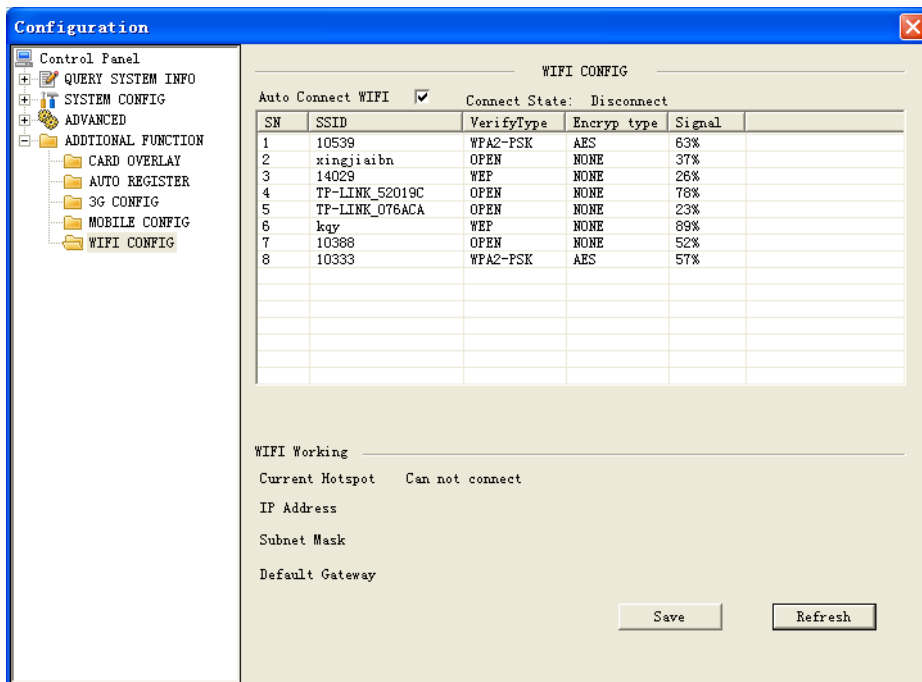 Configuration
Control Panel
QUERY SYSTEM INFO
SYSTEM CONFIG
ADVANCED
ADDTIONAL FUNCTION
CARD OVERLAY
AUTO REGISTER
3G CONFIG
MOBILE CONFIG
WIFI CONFIG
WIFI CONFIG
Auto Connect WIFI Connect State: Disconnect
SN SSID VerifyType Encryp type Signal
1 10539 WPA2-PSK AES 63%
2 xingjiaibn OPEN NONE 37%
3 14029 WEP NONE 26%
4 TP-LINK_52019C OPEN NONE 78%
5 TP-LINK_076ACA OPEN NONE 23%
6 kqy WEP NONE 89%
7 10388 OPEN NONE 52%
8 10333 WPA2-PSK AES 57%
WIFI Working
Current Hotspot Can not connect
IP Address
Subnet Mask
Default Gateway
Save Refresh